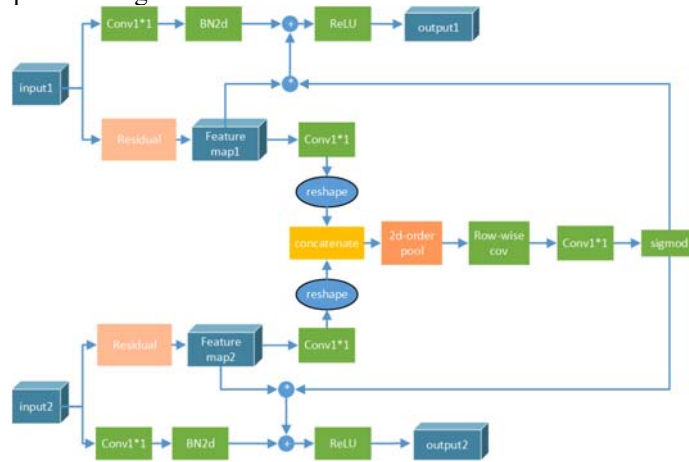 Conv1*1
BN2d
+
ReLU
output1
input1
*
Residual
Feature
map1
Conv1*1
reshape
concatenate
2d-order
pool
Row-wise
cov
Conv1*1
sigmod
reshape
Residual
Feature
map2
Conv1*1
input2
*
Conv1*1
BN2d
+
ReLU
output2